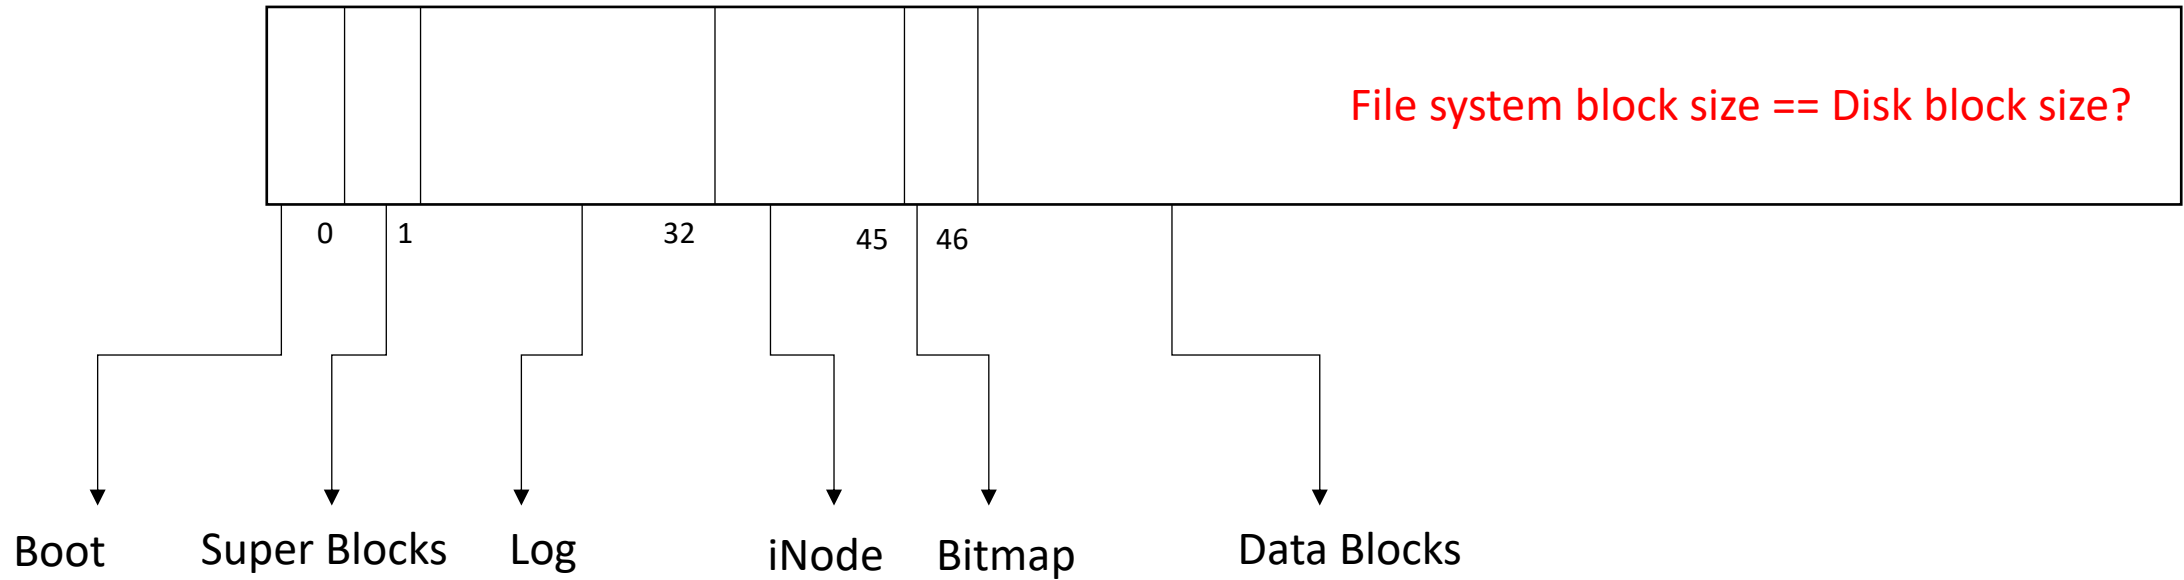 File system block size == Disk block size?
0 1 32 45 46
Boot Super Blocks Log iNode Bitmap Data Blocks